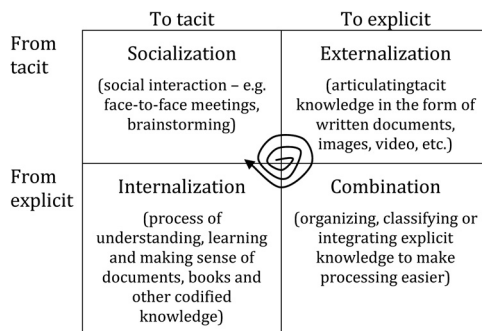 To tacit
To explicit
From
tacit
Socialization
(social interaction – e.g.
face-to-face meetings,
brainstorming)
Externalization
(articulatingtacit
knowledge in the form of
written documents,
images, video, etc.)
From
explicit
Internalization
(process of
understanding, learning
and making sense of
documents, books and
other codified
knowledge)
Combination
(organizing, classifying or
integrating explicit
knowledge to make
processing easier)